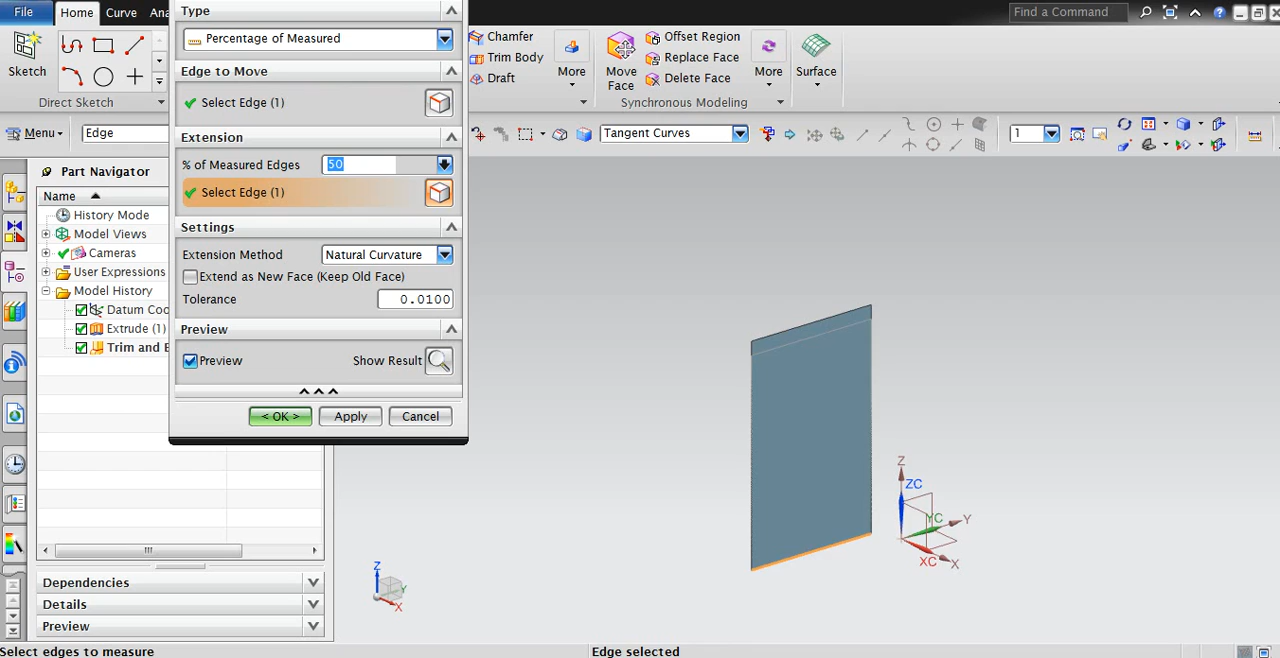 File
Home
Curve
Ana
Find a Command
Sketch
Direct Sketch
Menu
Edge
Type
Percentage of Measured
Edge to Move
Select Edge (1)
Extension
% of Measured Edges
50
Select Edge (1)
Settings
Extension Method
Natural Curvature
Extend as New Face (Keep Old Face)
Tolerance
0.0100
Preview
Preview
Show Result
< OK >
Apply
Cancel
Chamfer
Trim Body
Draft
More
Move Face
Offset Region
Replace Face
Delete Face
More
Surface
Synchronous Modeling
Tangent Curves
1
Part Navigator
Name
History Mode
Model Views
Cameras
User Expressions
Model History
Datum Coo
Extrude (1)
Trim and E
Dependencies
Details
Preview
Z
ZC
YC
Y
XC
X
Z
Y
X
Select edges to measure
Edge selected